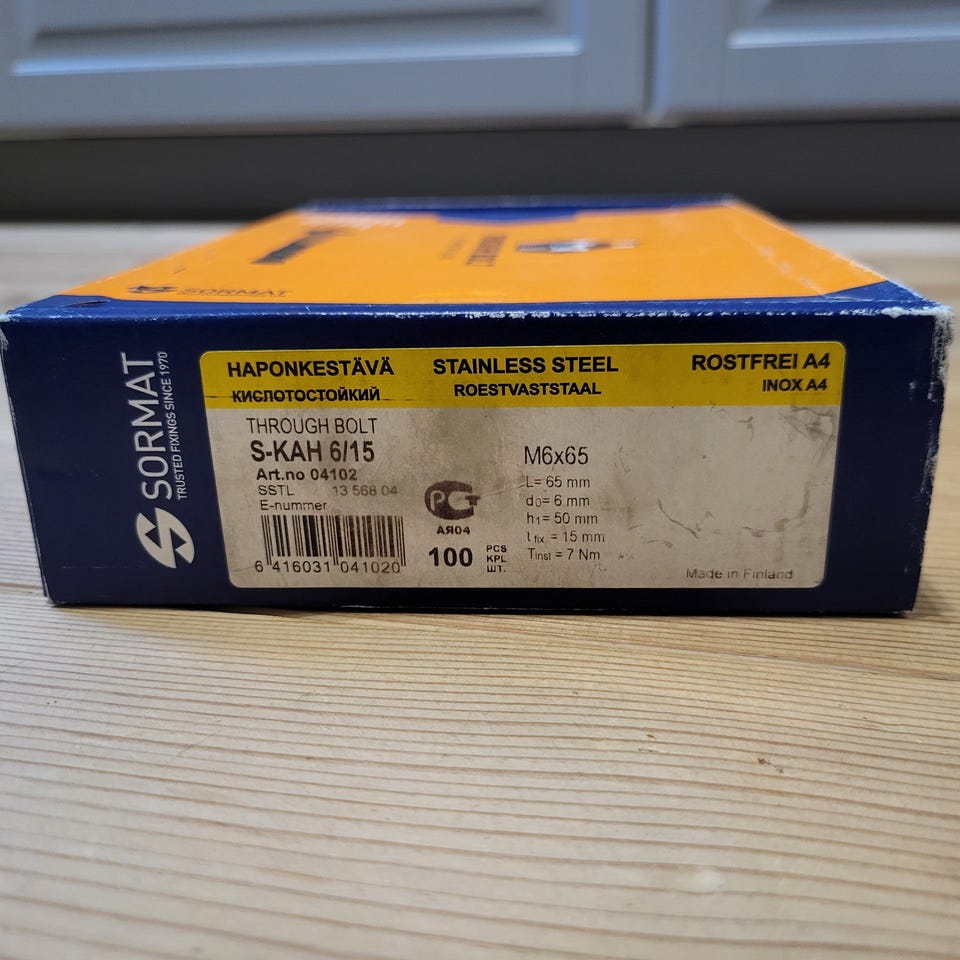 SORMAT
SORMAT
TRUSTED FIXINGS SINCE 1970
HAPONKESTÄVÄ STAINLESS STEEL ROSTFREI A4
КИСЛОТОСТОЙКИЙ ROESTVASTSTAAL INOX A4
THROUGH BOLT
S-KAH 6/15 M6x65
Art.no 04102
SSTL 13 568 04
E-nummer
L= 65 mm
d0= 6 mm
h1= 50 mm
t fix = 15 mm
Tinst = 7 Nm
РСТ
АЯ04
100 PCS
KPL
ШТ.
6 416031 041020
Made in Finland